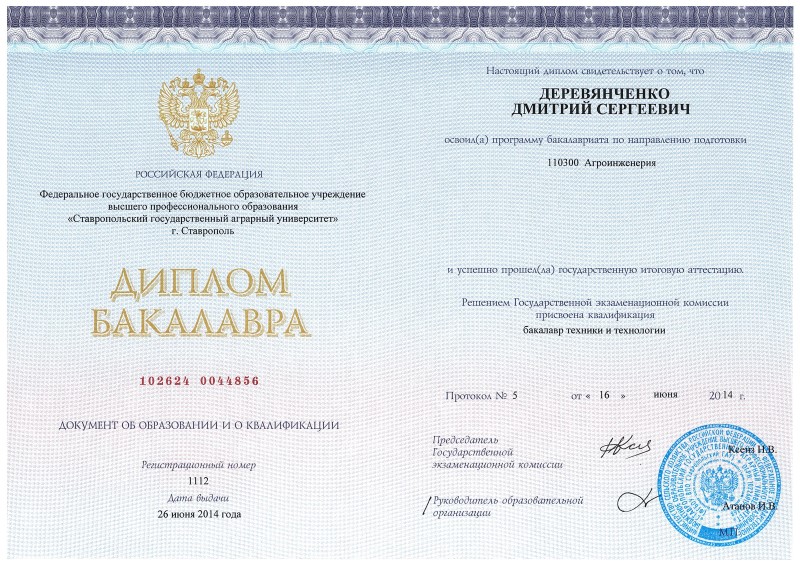 РОССИЙСКАЯ ФЕДЕРАЦИЯ
Федеральное государственное бюджетное образовательное учреждение
высшего профессионального образования
«Ставропольский государственный аграрный университет»
г. Ставрополь
ДИПЛОМ
БАКАЛАВРА
102624 0044856
ДОКУМЕНТ ОБ ОБРАЗОВАНИИ И О КВАЛИФИКАЦИИ
Регистрационный номер
1112
Дата выдачи
26 июня 2014 года
Настоящий диплом свидетельствует о том, что
ДЕРЕВЯНЧЕНКО
ДМИТРИЙ СЕРГЕЕВИЧ
освоил(а) программу бакалавриата по направлению подготовки
110300 Агроинженерия
и успешно прошел(ла) государственную итоговую аттестацию.
Решением Государственной экзаменационной комиссии
присвоена квалификация
бакалавр техники и технологии
Протокол № 5 от « 16 » июня 2014 г.
Председатель
Государственной
экзаменационной комиссии
Руководитель образовательной
организации
И.В.
Атанов И.В.
М.П.